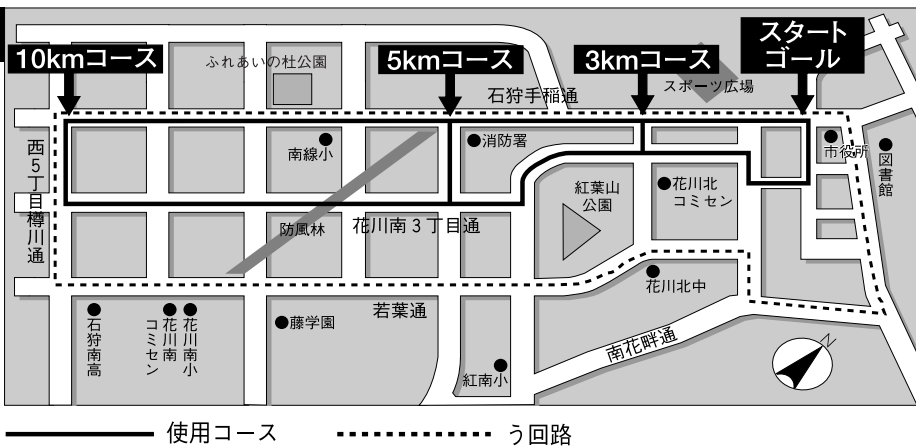 10kmコース
5kmコース
3kmコース
スタート
ゴール
ふれあいの杜公園
石狩手稲通
スポーツ広場
南線小
消防署
市役所
図書館
西5丁目樽川通
紅葉山
公園
花川北
コミセン
防風林
花川南3丁目通
花川北中
若葉通
石狩南高
花川南
コミセン
花川南小
藤学園
紅南小
南花畔通
N
使用コース
う回路